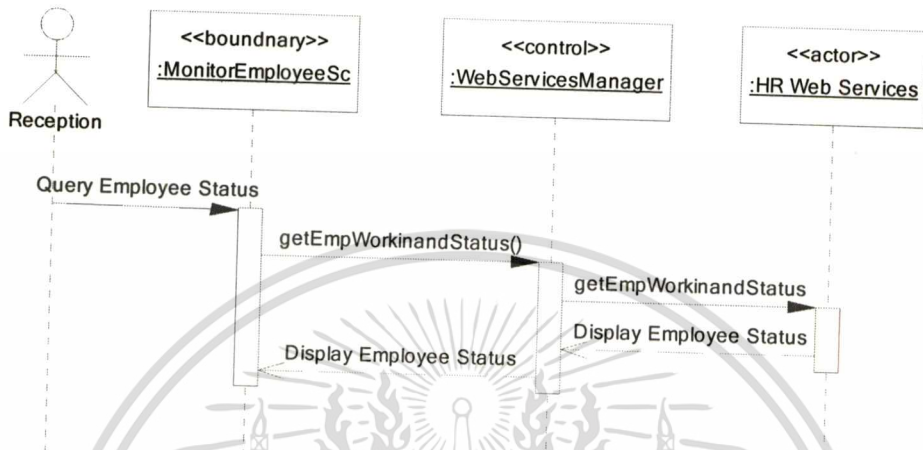 <<boundnary>>
:MonitorEmployeeSc
<<control>>
:WebServicesManager
<<actor>>
:HR Web Services
Reception
Query Employee Status
getEmpWorkinandStatus()
getEmpWorkinandStatus
Display Employee Status
Display Employee Status